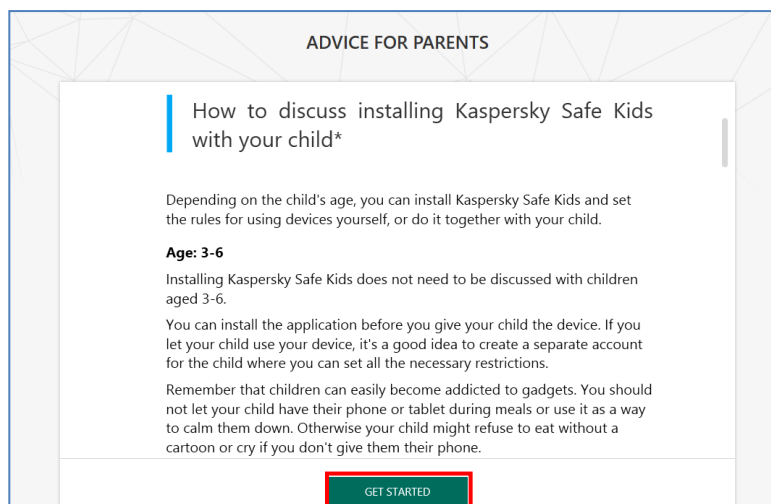 ADVICE FOR PARENTS
How to discuss installing Kaspersky Safe Kids
with your child*
Depending on the child's age, you can install Kaspersky Safe Kids and set
the rules for using devices yourself, or do it together with your child.
Age: 3-6
Installing Kaspersky Safe Kids does not need to be discussed with children
aged 3-6.
You can install the application before you give your child the device. If you
let your child use your device, it's a good idea to create a separate account
for the child where you can set all the necessary restrictions.
Remember that children can easily become addicted to gadgets. You should
not let your child have their phone or tablet during meals or use it as a way
to calm them down. Otherwise your child might refuse to eat without a
cartoon or cry if you don't give them their phone.
GET STARTED